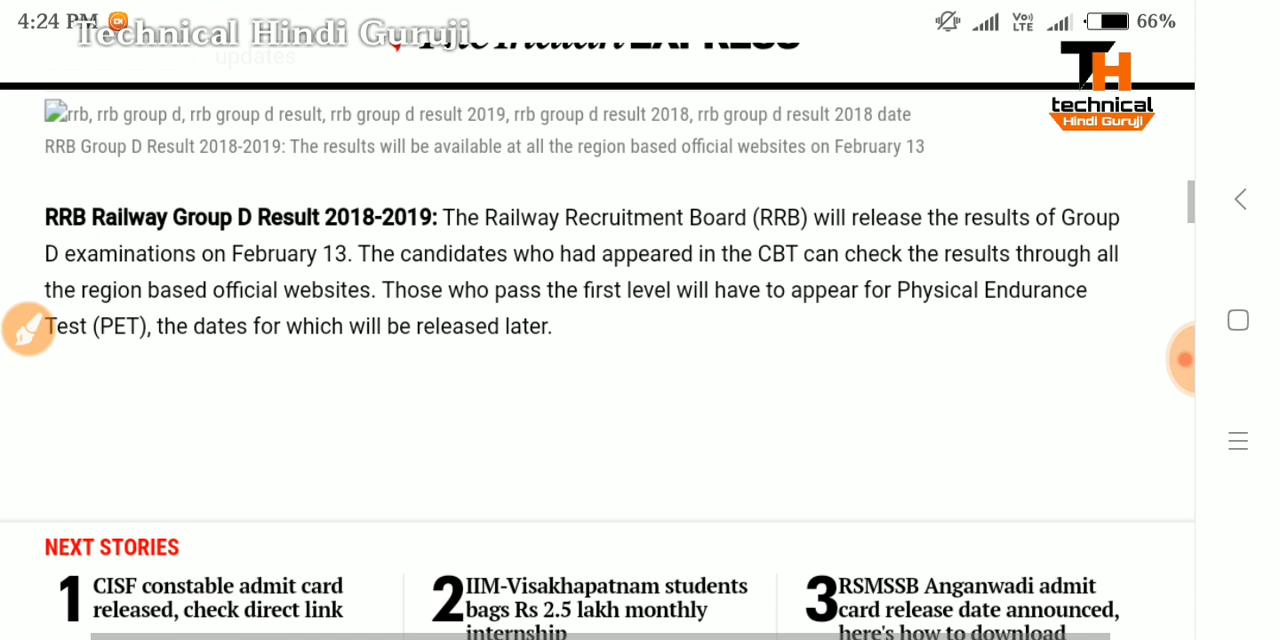 4:24 PM
Technical Hindi Guruji
Vo))
LTE
66%
The Indian EXPRESS
updates
TH
technical
Hindi Guruji
rrb, rrb group d, rrb group d result, rrb group d result 2019, rrb group d result 2018, rrb group d result 2018 date
RRB Group D Result 2018-2019: The results will be available at all the region based official websites on February 13
RRB Railway Group D Result 2018-2019: The Railway Recruitment Board (RRB) will release the results of Group
D examinations on February 13. The candidates who had appeared in the CBT can check the results through all
the region based official websites. Those who pass the first level will have to appear for Physical Endurance
Test (PET), the dates for which will be released later.
NEXT STORIES
1 CISF constable admit card
released, check direct link
2 IIM-Visakhapatnam students
bags Rs 2.5 lakh monthly
internship
3 RSMSSB Anganwadi admit
card release date announced,
here's how to download